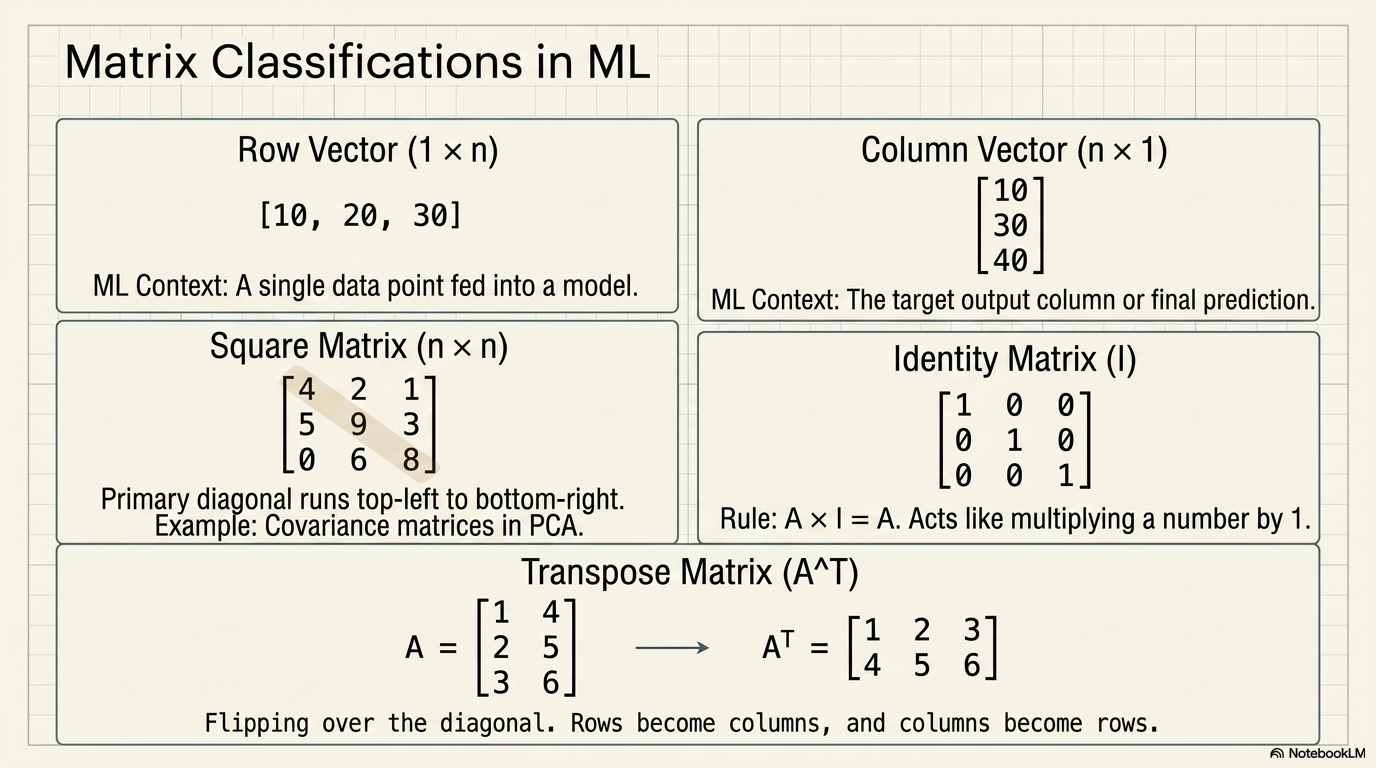 Matrix Classifications in ML
Row Vector (1 × n)
[10, 20, 30]
ML Context: A single data point fed into a model.
Column Vector (n × 1)
10
30
40
ML Context: The target output column or final prediction.
Square Matrix (n × n)
4 2 1
5 9 3
0 6 8
Primary diagonal runs top-left to bottom-right.
Example: Covariance matrices in PCA.
Identity Matrix (I)
1 0 0
0 1 0
0 0 1
Rule: A × I = A. Acts like multiplying a number by 1.
Transpose Matrix (A^T)
A =
1 4
2 5
3 6
Aᵀ =
1 2 3
4 5 6
Flipping over the diagonal. Rows become columns, and columns become rows.
NotebookLM